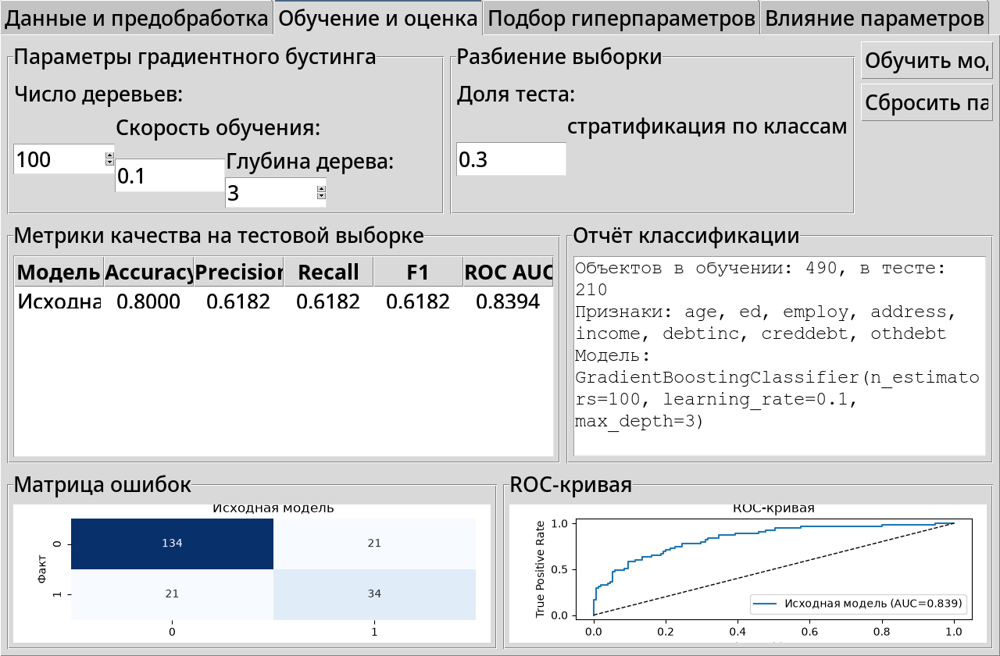 Данные и предобработка Обучение и оценка Подбор гиперпараметров Влияние параметров
Параметры градиентного бустинга
Число деревьев:
Скорость обучения:
100
Глубина дерева:
0.1
3
Разбиение выборки
Доля теста:
стратификация по классам
0.3
Обучить мо
Сбросить па
Метрики качества на тестовой выборке
Модель Accuracy Precision Recall F1 ROC AUC
Исходна 0.8000 0.6182 0.6182 0.6182 0.8394
Отчёт классификации
Объектов в обучении: 490, в тесте:
210
Признаки: age, ed, employ, address,
income, debtinc, creddebt, othdebt
Модель:
GradientBoostingClassifier(n_estimato
rs=100, learning_rate=0.1,
max_depth=3)
Матрица ошибок
Исходная модель
Факт
0
134 21
1
21 34
0 1
ROC-кривая
ROC-кривая
True Positive Rate
1.0
0.5
0.0
Исходная модель (AUC=0.839)
0.0 0.2 0.4 0.6 0.8 1.0